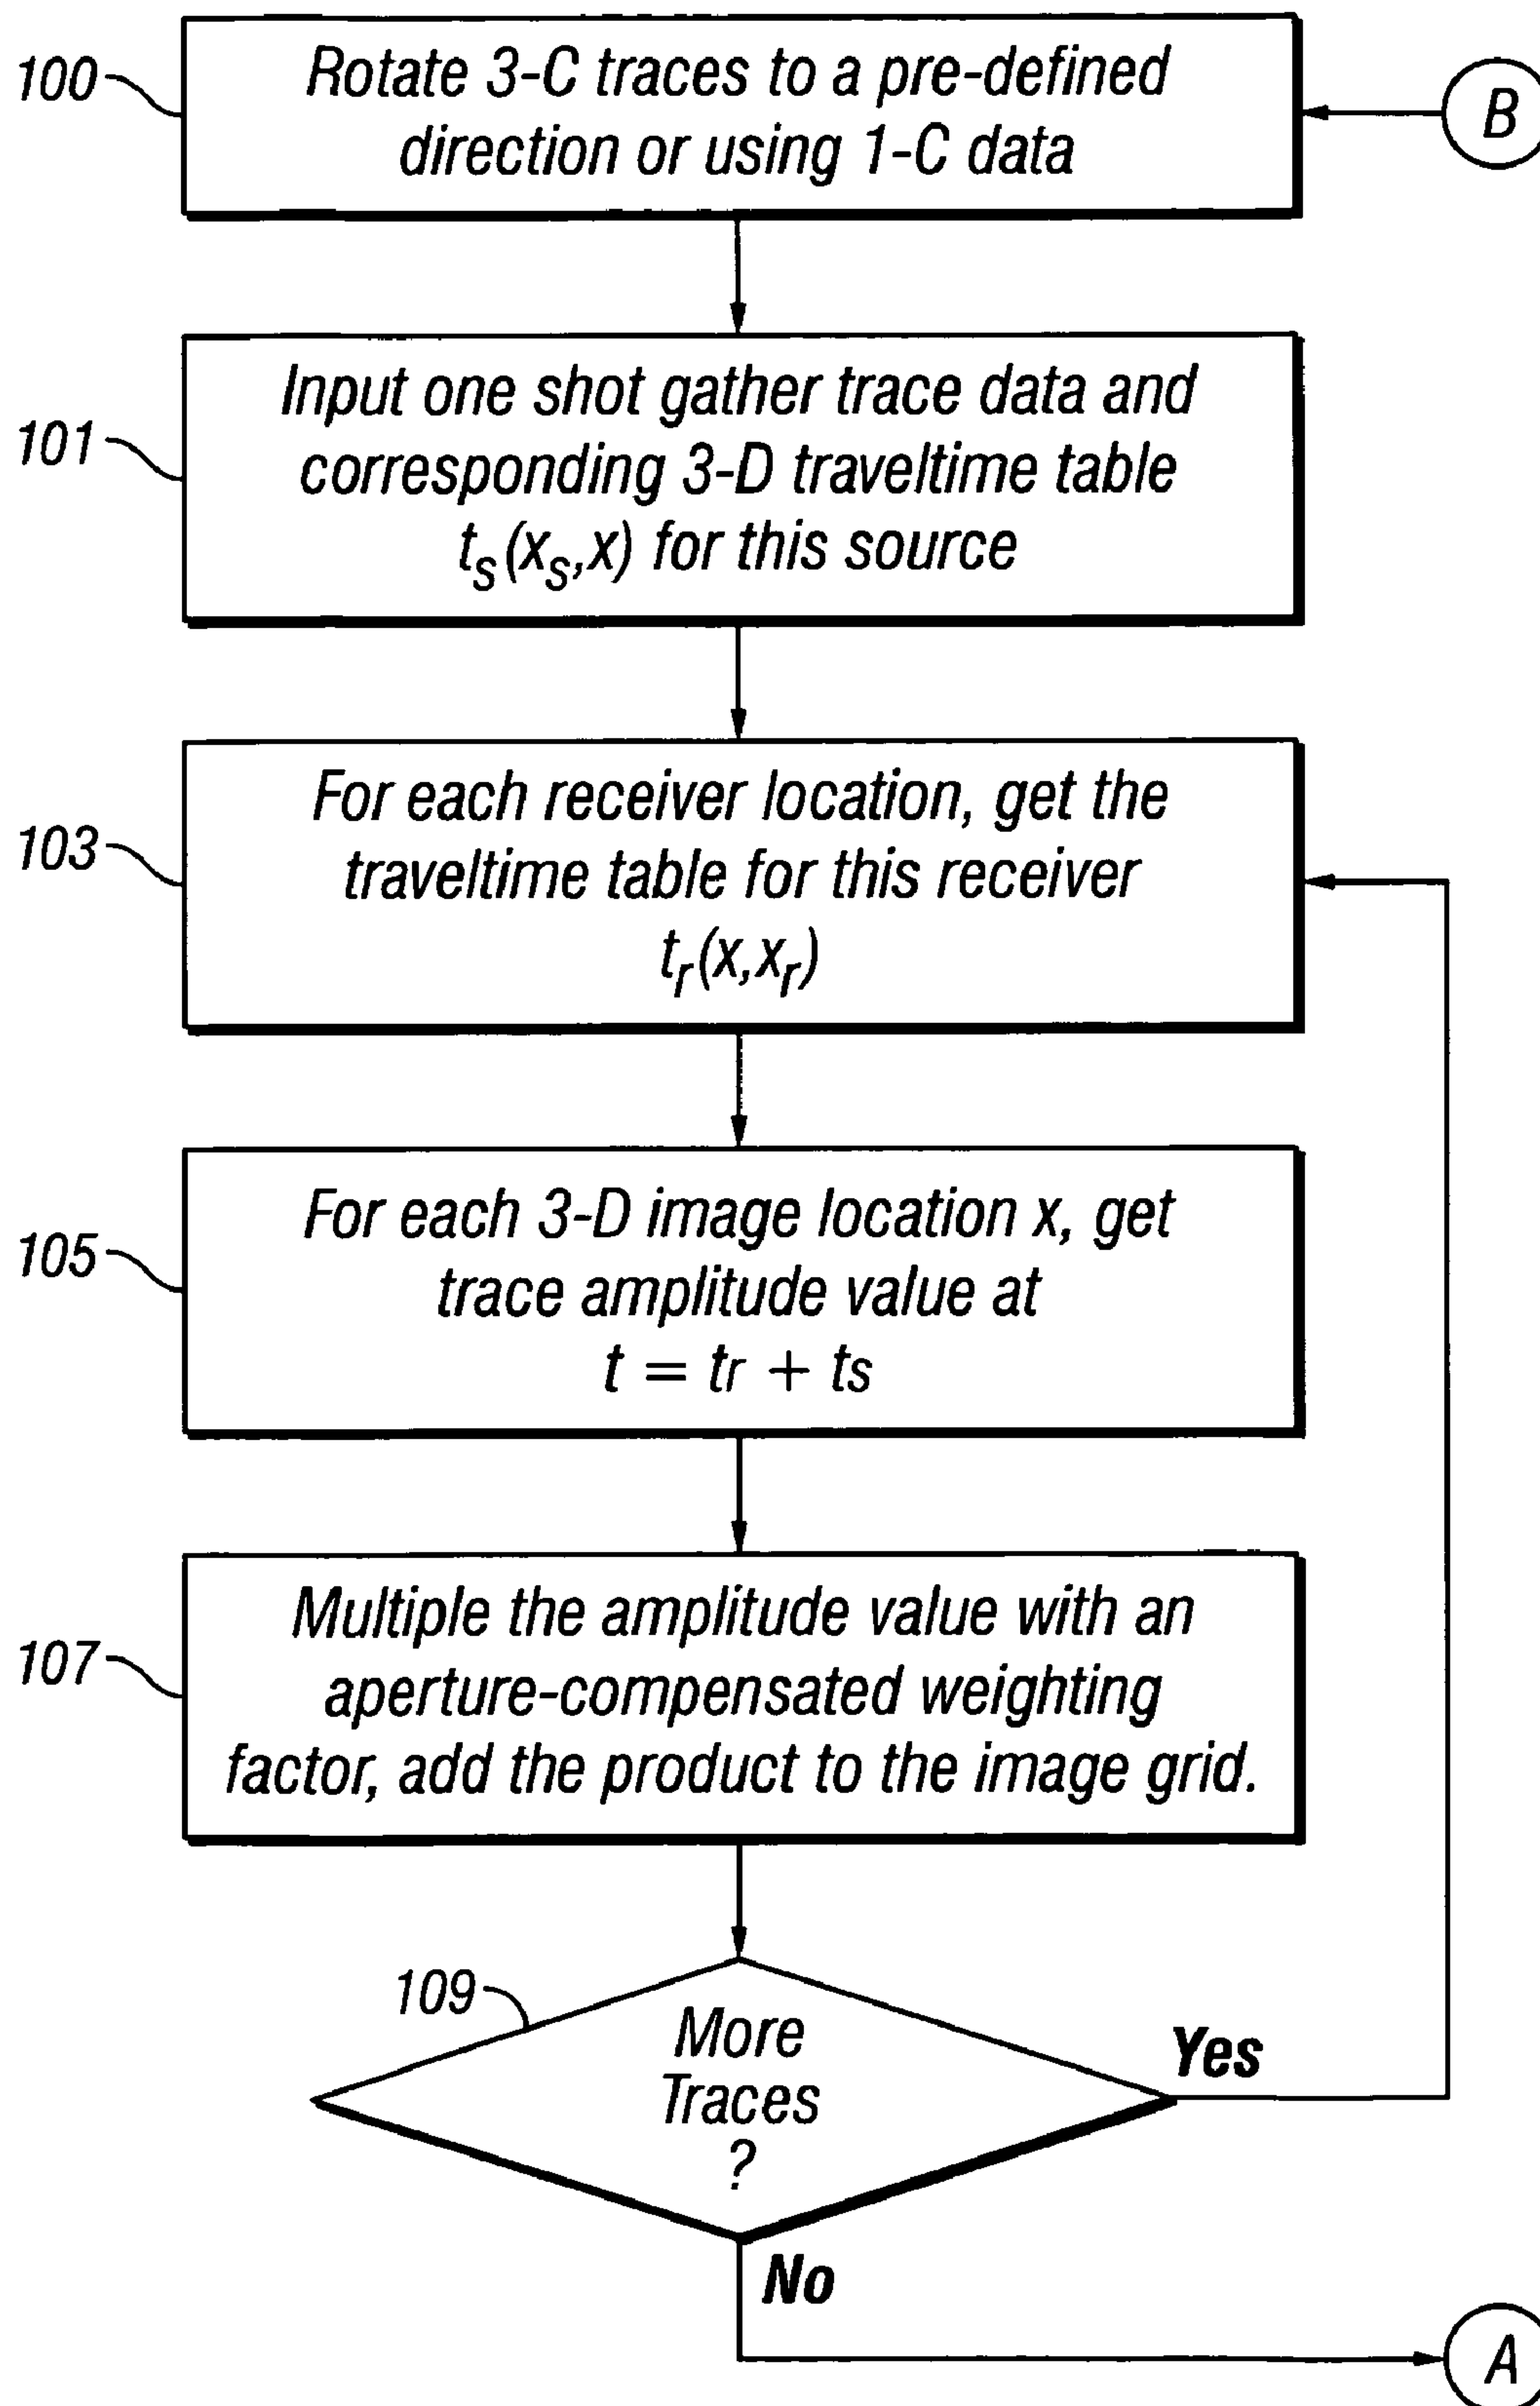 100
Rotate 3-C traces to a pre-defined
direction or using 1-C data
B
101
Input one shot gather trace data and
corresponding 3-D traveltime table
tₛ(xₛ,x) for this source
103
For each receiver location, get the
traveltime table for this receiver
tᵣ(x,xᵣ)
105
For each 3-D image location x, get
trace amplitude value at
t = tr + ts
107
Multiple the amplitude value with an
aperture-compensated weighting
factor, add the product to the image grid.
109
More
Traces
?
Yes
No
A